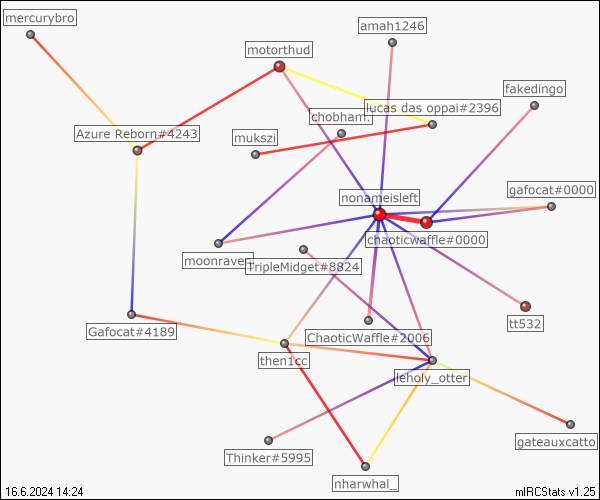 mercurybro
amah1246
motorthud
fakedingo
lucas das oppai#2396
chobham.
Azure Reborn#4243
mukszi
nonameisleft
gafocat#0000
chaoticwaffle#0000
moonraven
TripleMidget#8824
tt532
Gafocat#4189
ChaoticWaffle#2006
then1cc
leholy_otter
gateauxcatto
Thinker#5995
nharwhal_
16.6.2024 14:24
mIRCStats v1.25